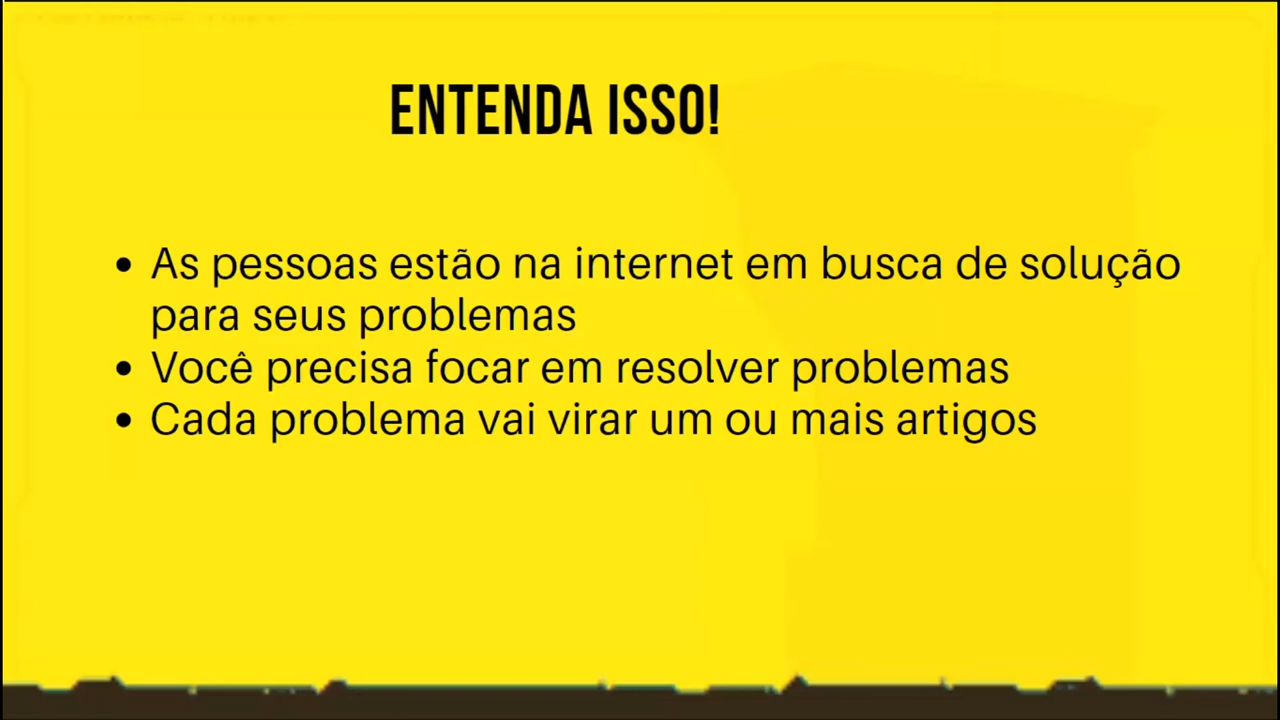 ENTENDA ISSO!
• As pessoas estão na internet em busca de solução
para seus problemas
• Você precisa focar em resolver problemas
• Cada problema vai virar um ou mais artigos